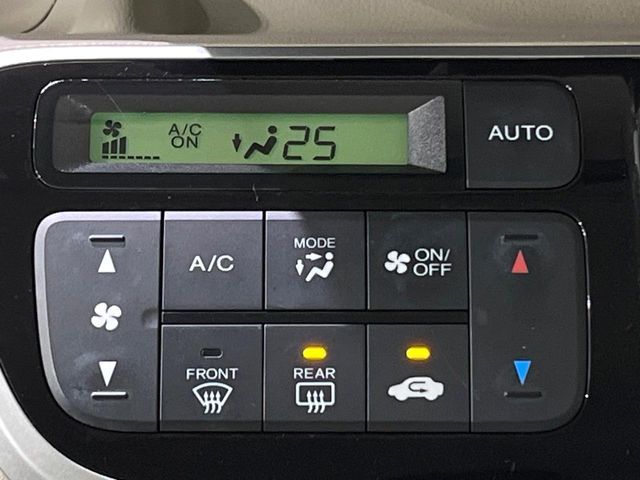 A/C
ON
25
AUTO
A/C
MODE
ON/
OFF
FRONT
REAR